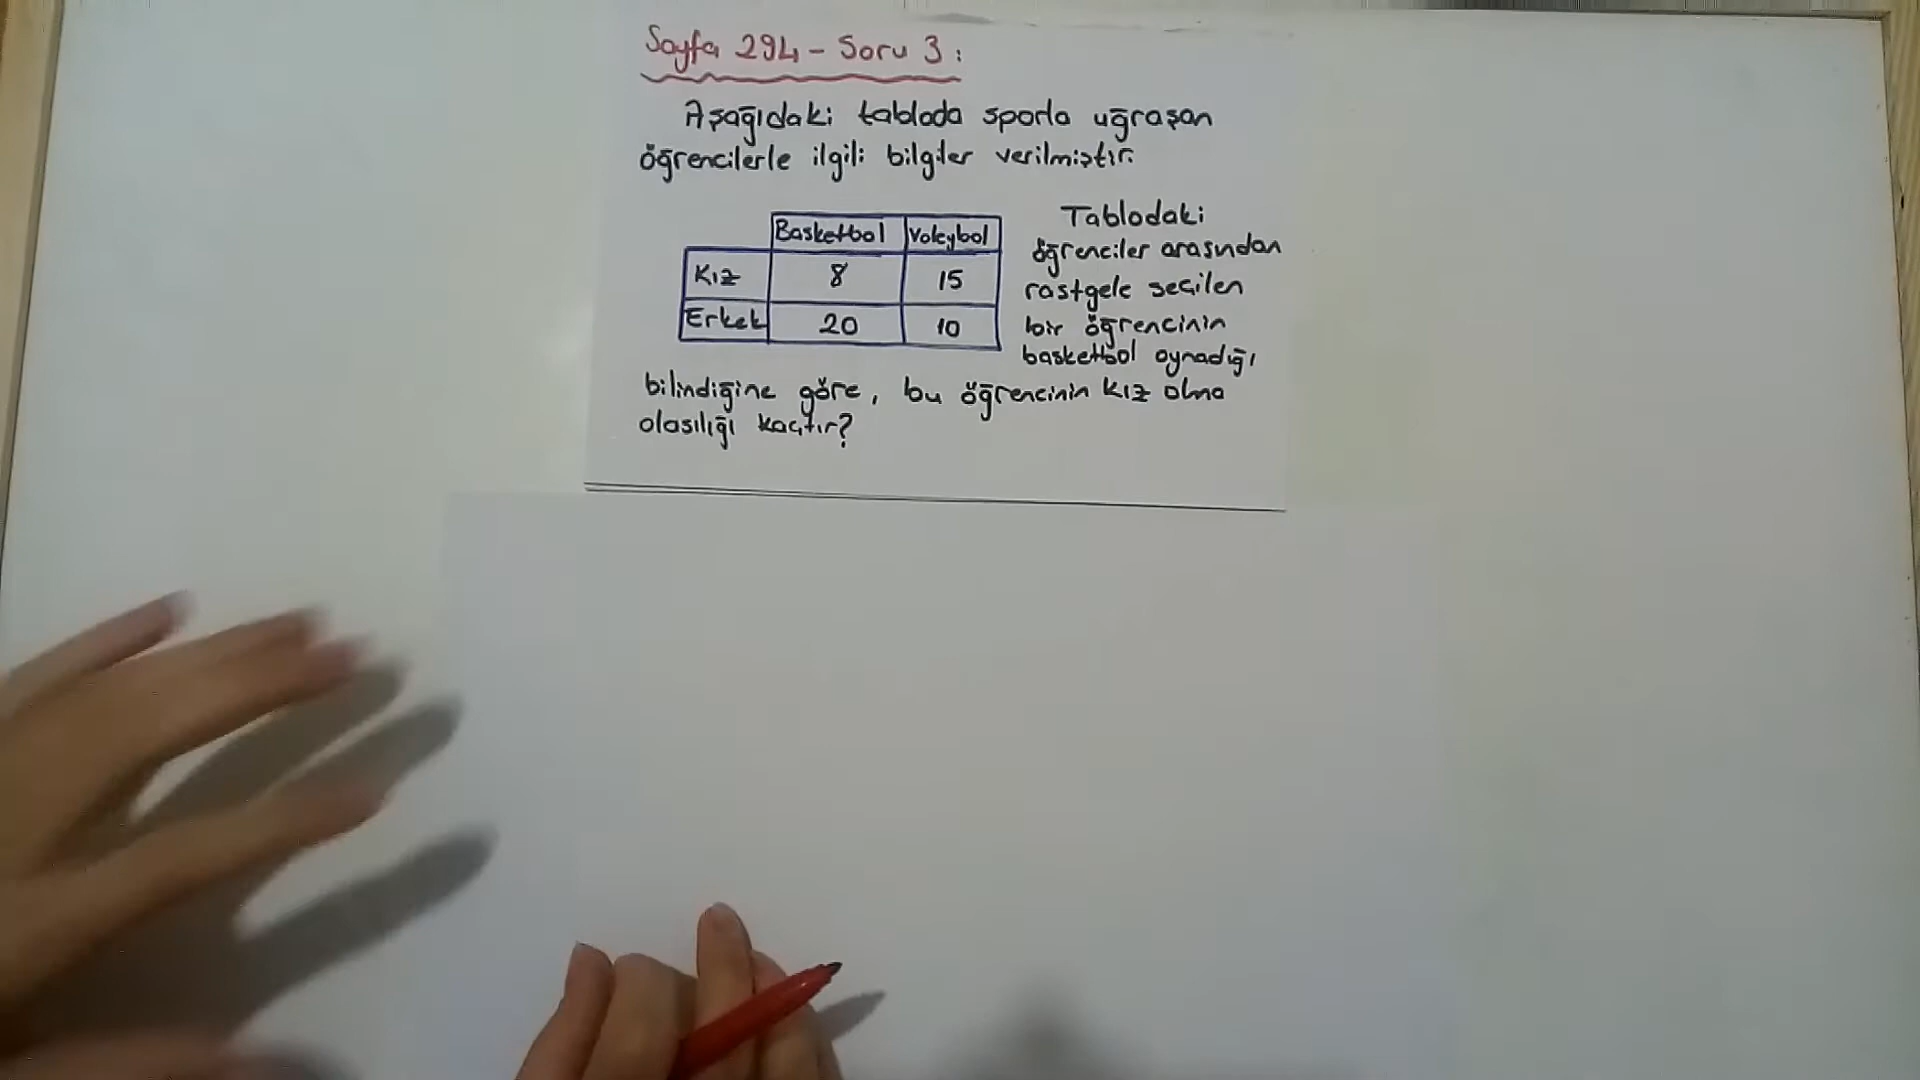 Sayfa 294 - Soru 3:
Aşağıdaki tabloda sporla uğraşan
öğrencilerle ilgili bilgiler verilmiştir.
Basketbol Voleybol
Kız 8 15
Erkek 20 10
Tablodaki
öğrenciler arasından
rastgele seçilen
bir öğrencinin
basketbol oynadığı
bilindiğine göre, bu öğrencinin kız olma
olasılığı kaçtır?